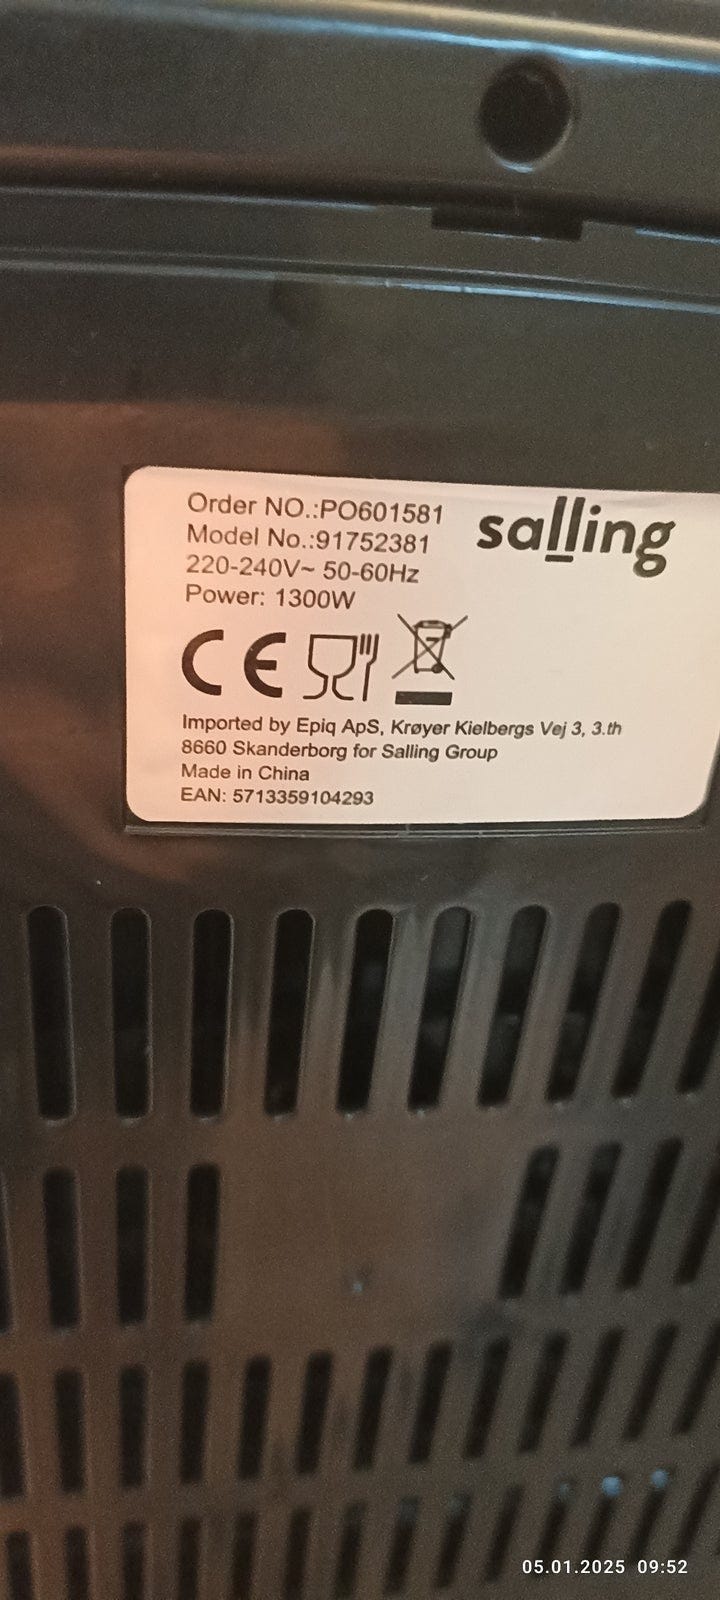 Order NO.:PO601581
salling
Model No.:91752381
220-240V~ 50-60Hz
Power: 1300W
CE
Imported by Epiq ApS, Krøyer Kielbergs Vej 3, 3.th
8660 Skanderborg for Salling Group
Made in China
EAN: 5713359104293
05.01.2025 09:52